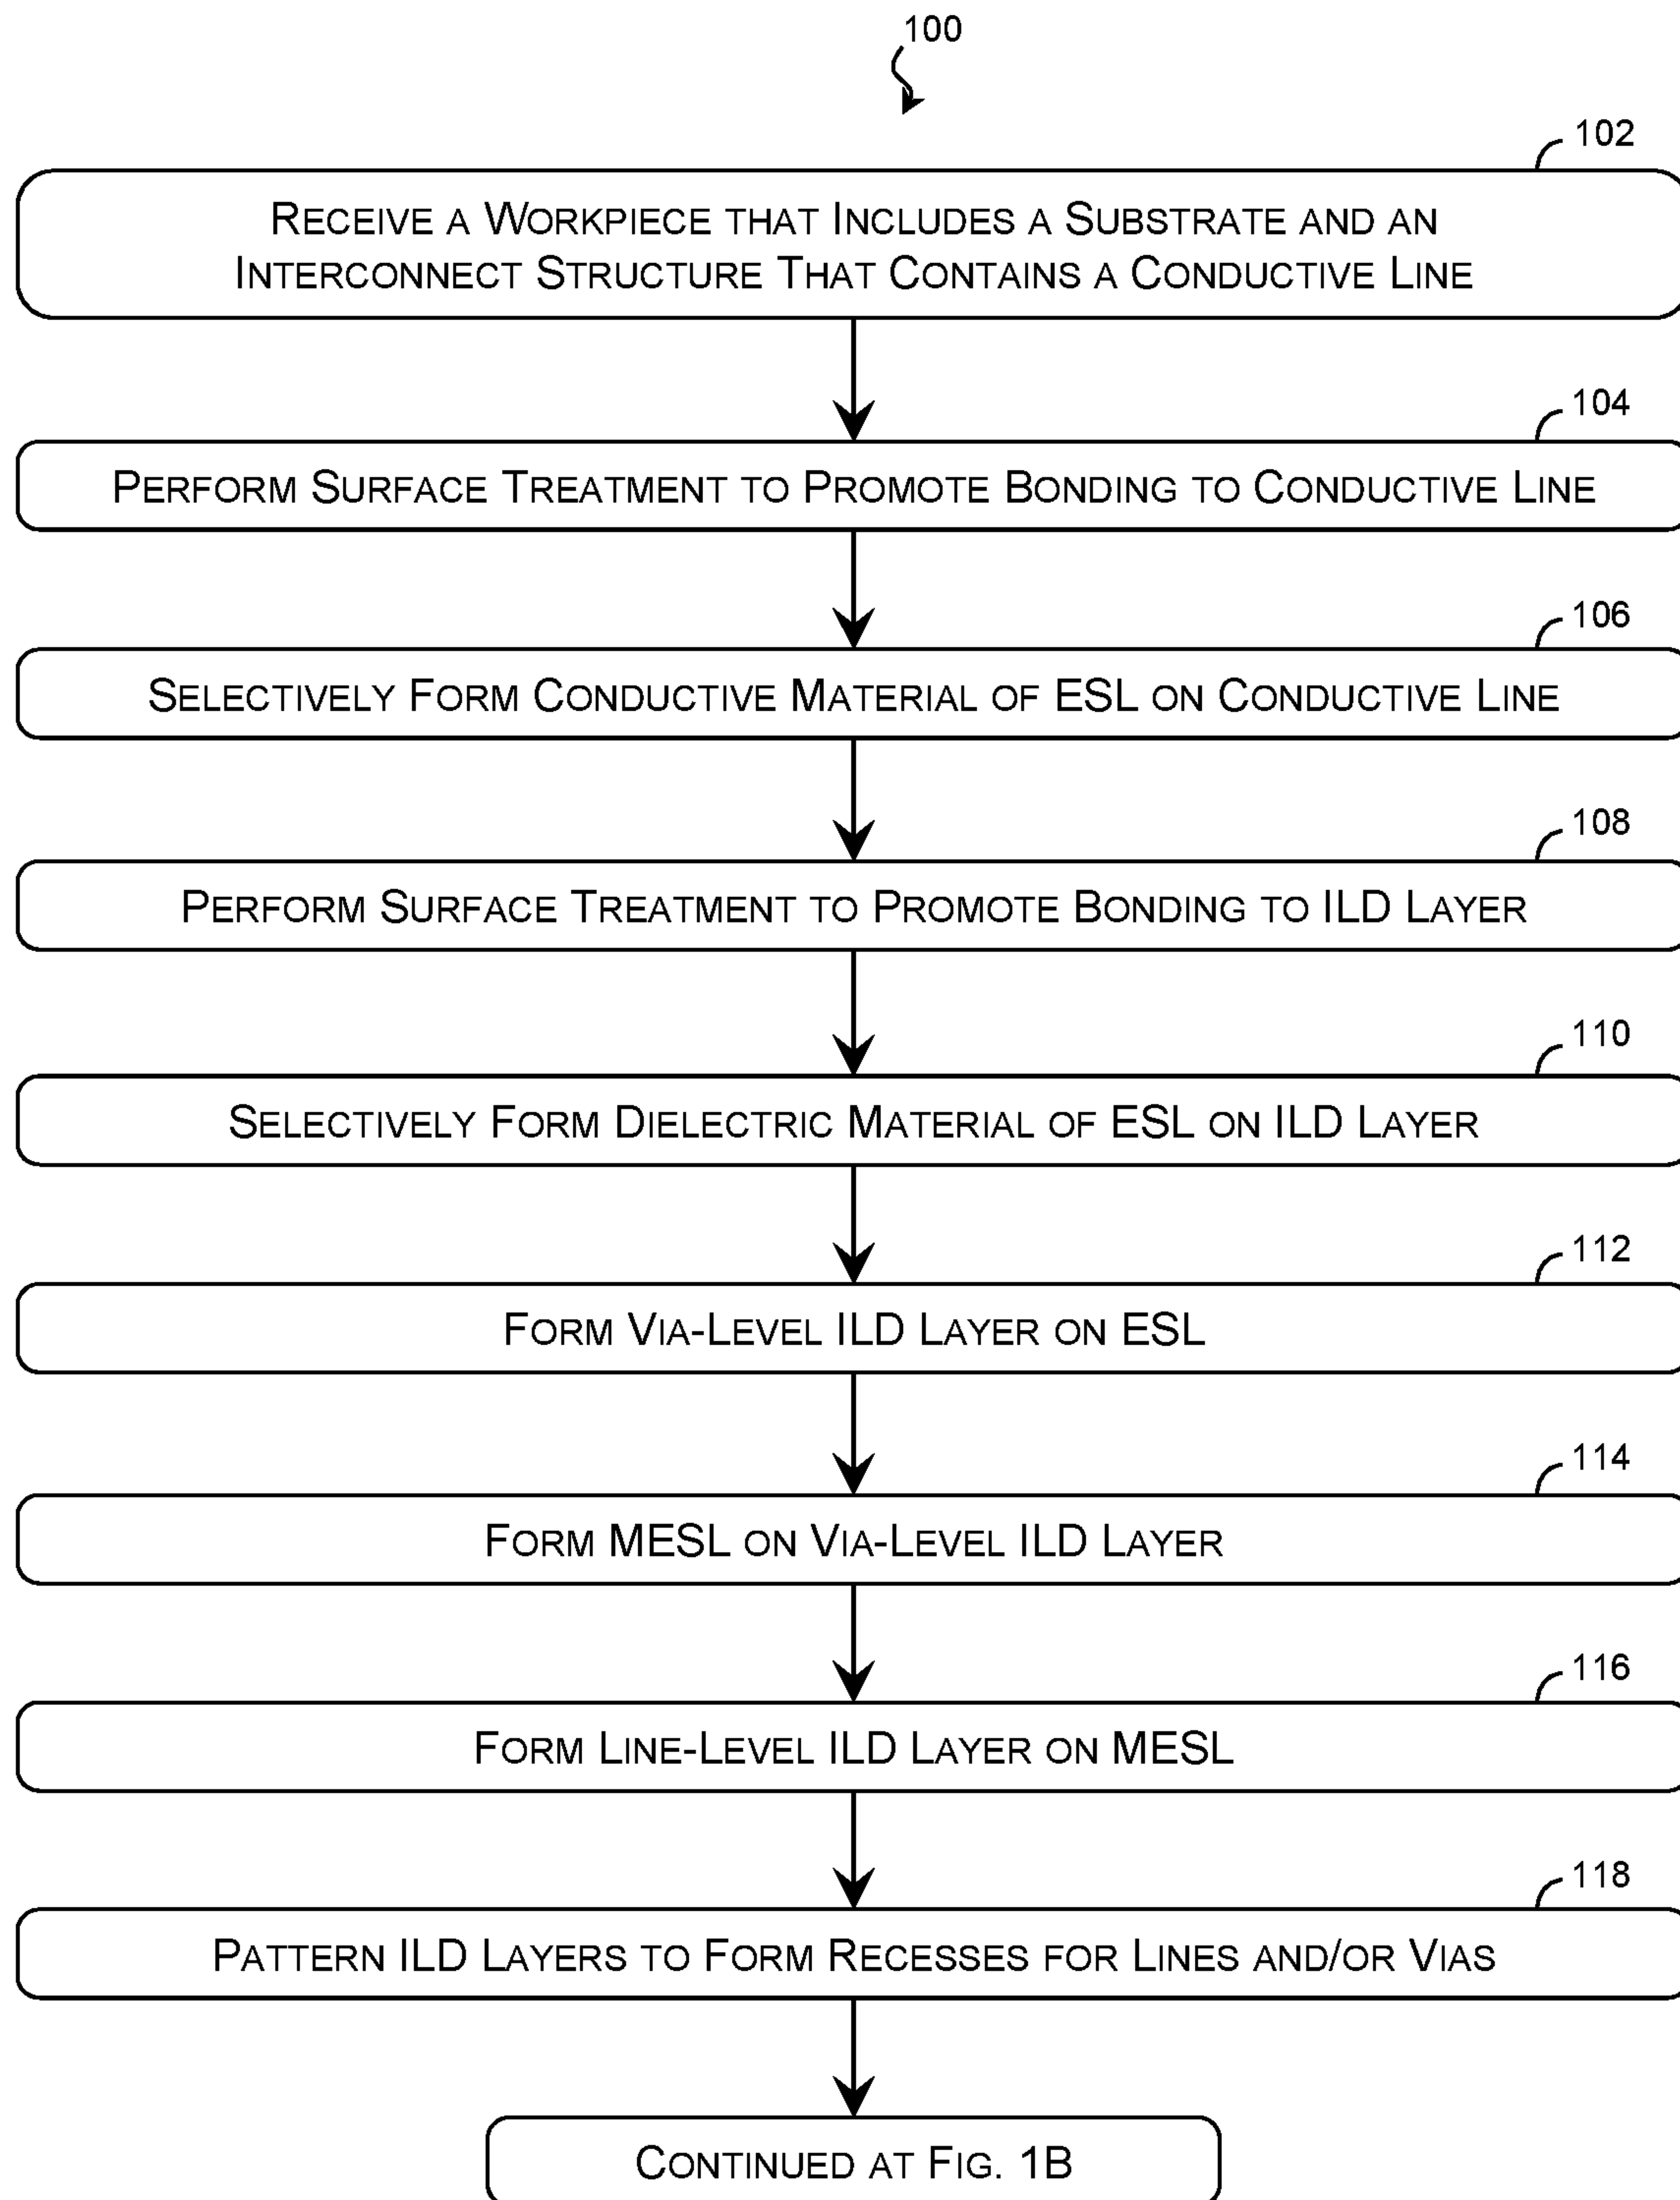 100
102
Receive a Workpiece that Includes a Substrate and an
Interconnect Structure That Contains a Conductive Line
104
Perform Surface Treatment to Promote Bonding to Conductive Line
106
Selectively Form Conductive Material of ESL on Conductive Line
108
Perform Surface Treatment to Promote Bonding to ILD Layer
110
Selectively Form Dielectric Material of ESL on ILD Layer
112
Form Via-Level ILD Layer on ESL
114
Form MESL on Via-Level ILD Layer
116
Form Line-Level ILD Layer on MESL
118
Pattern ILD Layers to Form Recesses for Lines and/or Vias
Continued at Fig. 1B